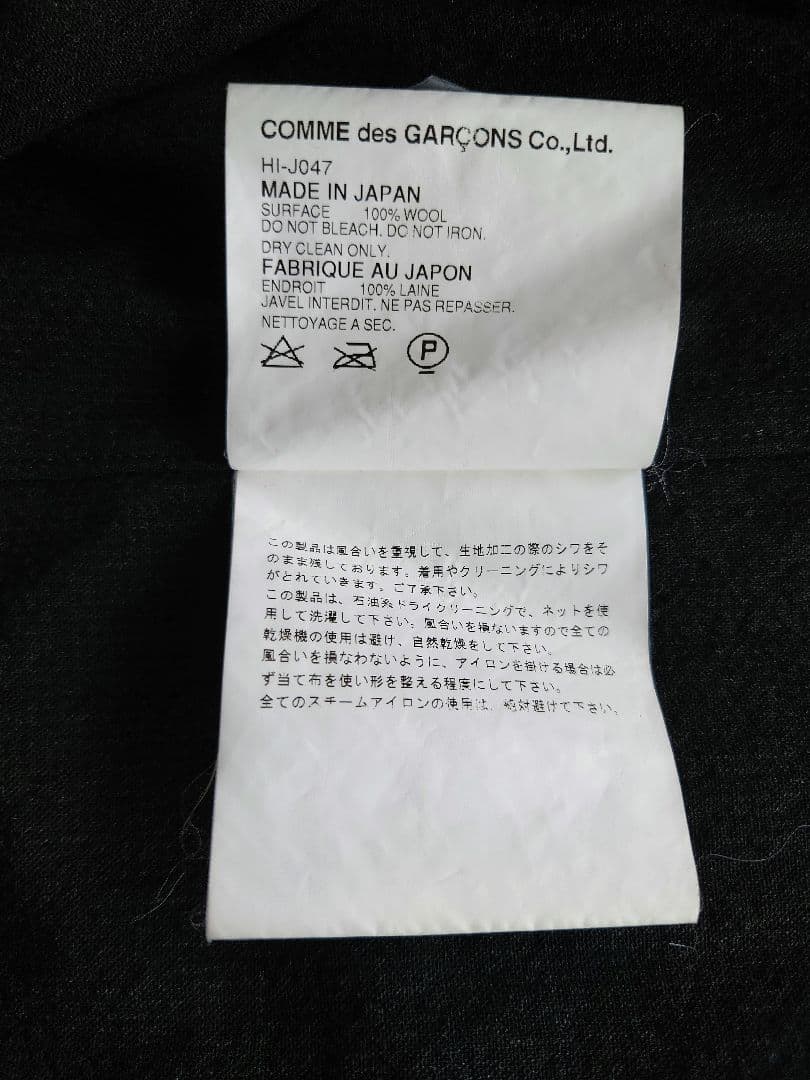 COMME des GARÇONS Co.,Ltd.
HI-J047
MADE IN JAPAN
SURFACE 100% WOOL
DO NOT BLEACH. DO NOT IRON.
DRY CLEAN ONLY.
FABRIQUE AU JAPON
ENDROIT 100% LAINE
JAVEL INTERDIT. NE PAS REPASSER.
NETTOYAGE A SEC.
P
この製品は風合いを重視して、生地加工の際のシワをそ
のまま残しております。着用やクリーニングによりシワ
がとれていきます。ご了承下さい。
この製品は、石油系ドライクリーニングで、ネットを使
用して洗濯して下さい。風合いを損ないますので全ての
乾燥機の使用は避け、自然乾燥をして下さい。
風合いを損なわないように、アイロンを掛ける場合は必
ず当て布を使い形を整える程度にして下さい。
全てのスチームアイロンの使用は、絶対避けて下さい。